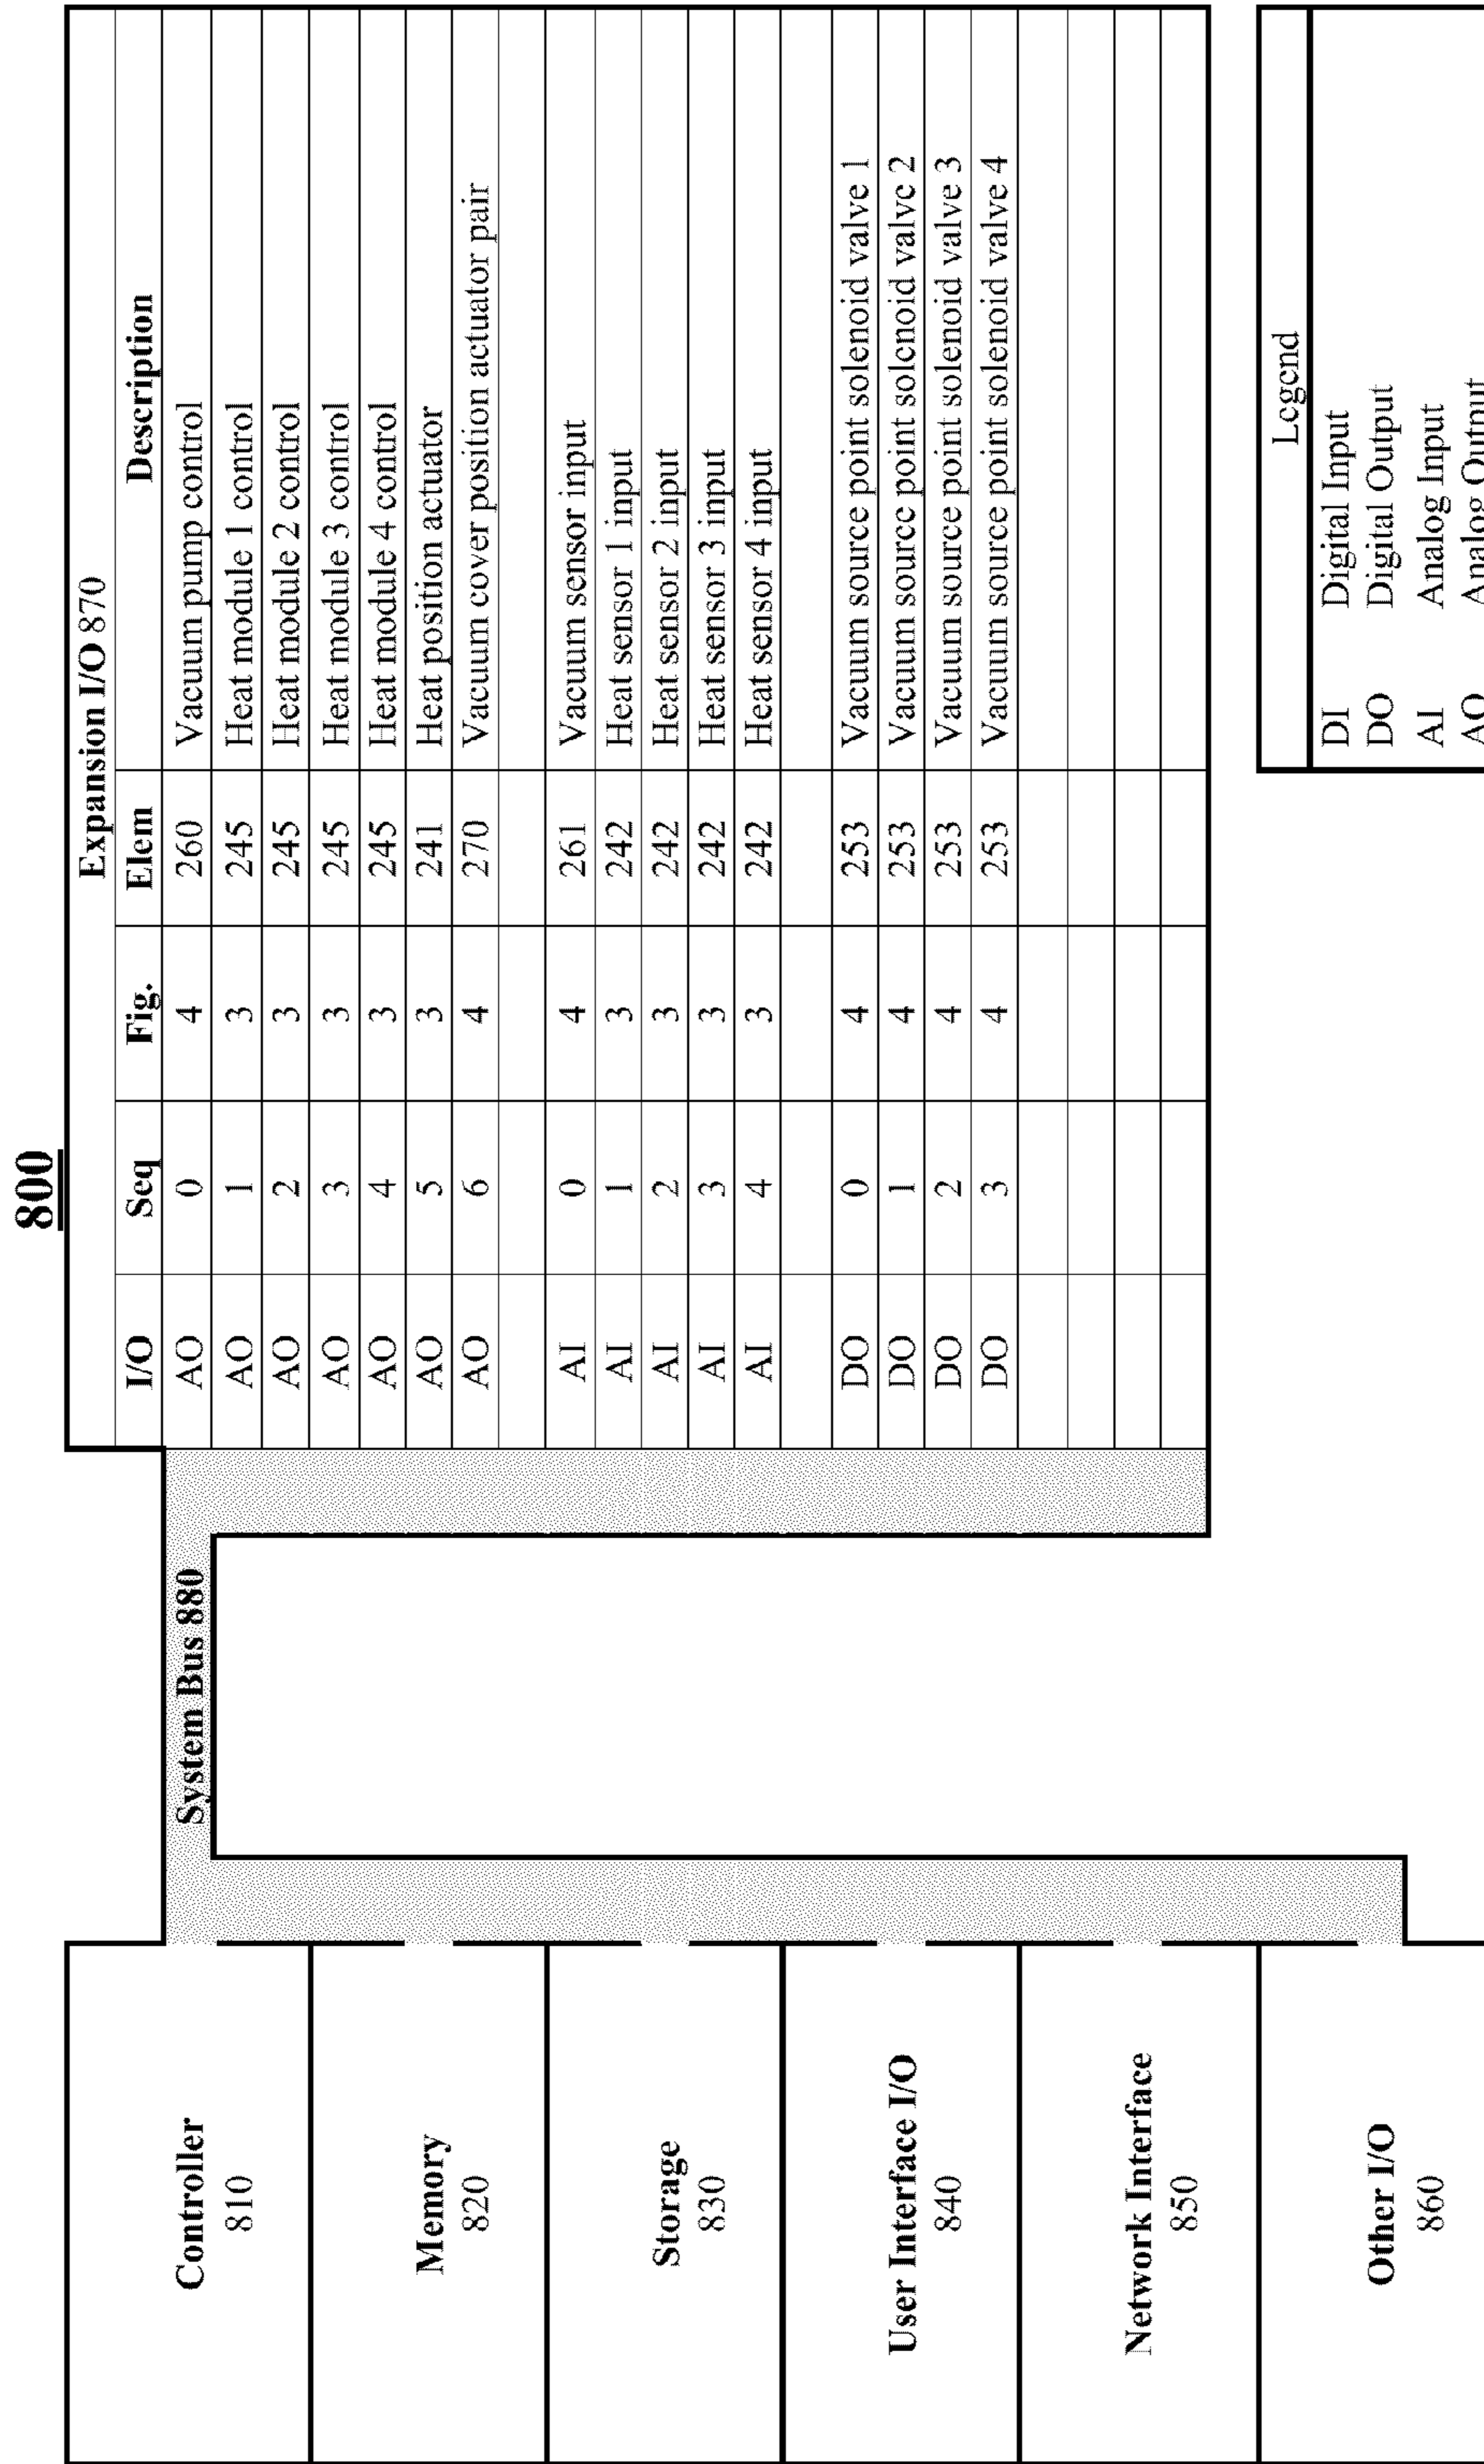 800
Controller
810
Memory
820
Storage
830
User Interface I/O
840
Network Interface
850
Other I/O
860
System Bus 880
Expansion I/O 870
I/O Seq Fig. Elem Description
AO 0 4 260 Vacuum pump control
AO 1 3 245 Heat module 1 control
AO 2 3 245 Heat module 2 control
AO 3 3 245 Heat module 3 control
AO 4 3 245 Heat module 4 control
AO 5 3 241 Heat position actuator
AO 6 4 270 Vacuum cover position actuator pair
AI 0 4 261 Vacuum sensor input
AI 1 3 242 Heat sensor 1 input
AI 2 3 242 Heat sensor 2 input
AI 3 3 242 Heat sensor 3 input
AI 4 3 242 Heat sensor 4 input
DO 0 4 253 Vacuum source point solenoid valve 1
DO 1 4 253 Vacuum source point solenoid valve 2
DO 2 4 253 Vacuum source point solenoid valve 3
DO 3 4 253 Vacuum source point solenoid valve 4
Legend
DI Digital Input
DO Digital Output
AI Analog Input
AO Analog Output